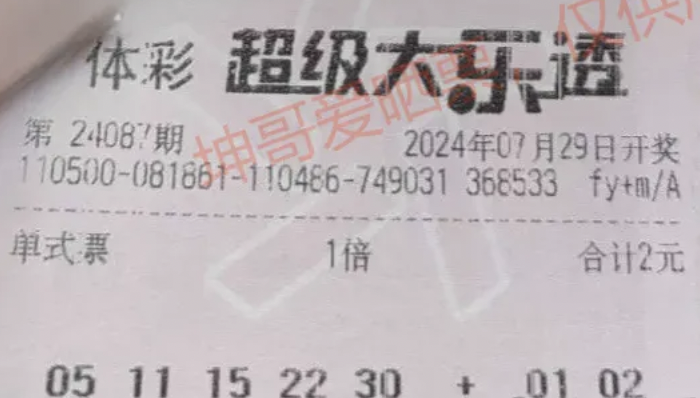 体彩 超级大乐透
第 24087期 2024年07月29日开奖
110500-081861-110486-749031 368533 fy+m/A
单式票 1倍 合计2元
05 11 15 22 30 + 01 02
坤哥爱晒票
仅供